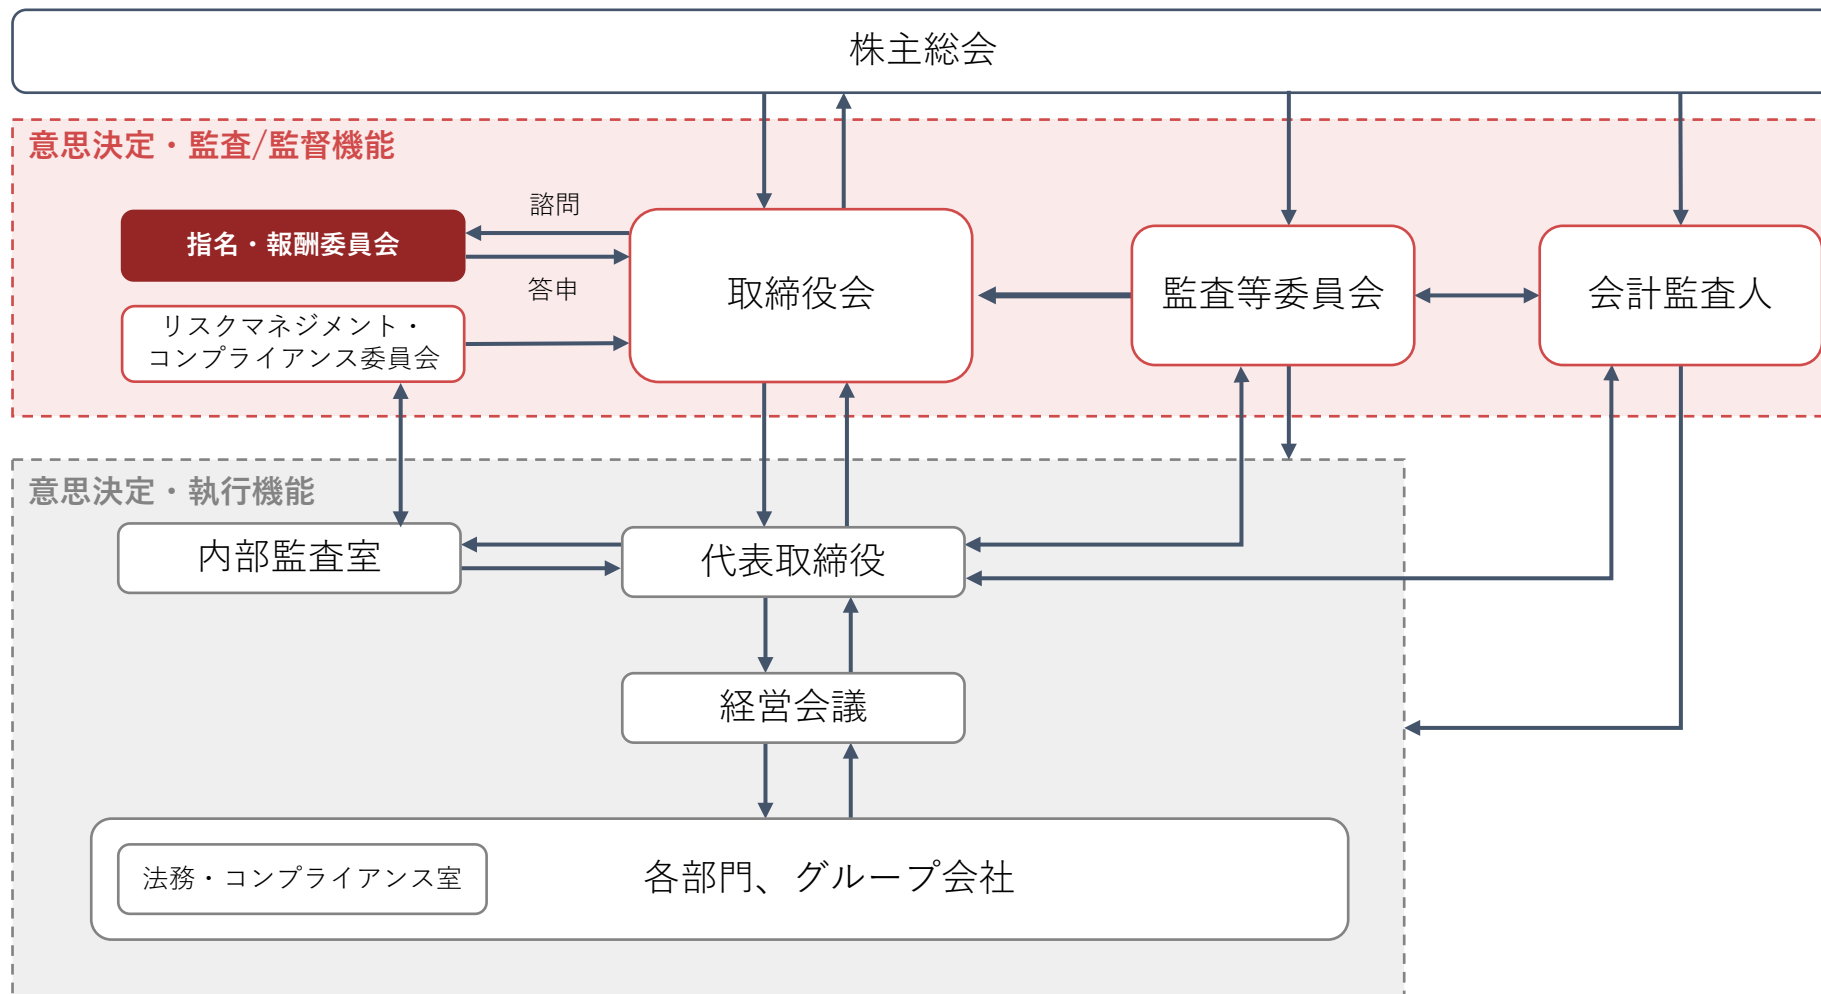 株主総会
意思決定・監査/監督機能
諮問
指名・報酬委員会
答申
取締役会
監査等委員会
会計監査人
リスクマネジメント・
コンプライアンス委員会
意思決定・執行機能
内部監査室
代表取締役
経営会議
法務・コンプライアンス室
各部門、グループ会社